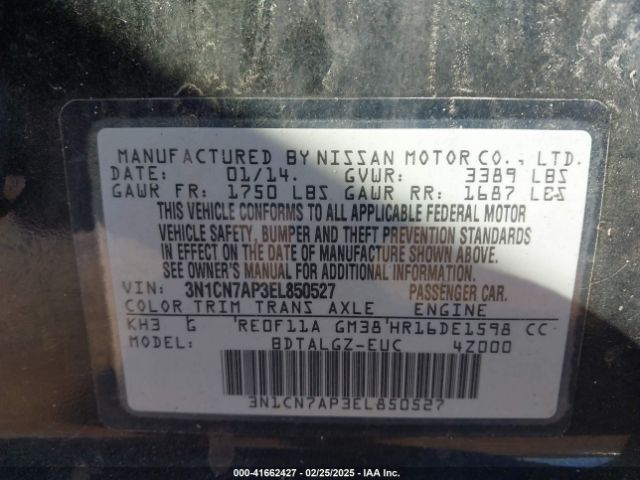 MANUFACTURED BY NISSAN MOTOR CO., LTD.
DATE: 01/14. GVWR: 3389 LBS
GAWR FR: 1750 LBS GAWR RR: 1687 LBS
THIS VEHICLE CONFORMS TO ALL APPLICABLE FEDERAL MOTOR
VEHICLE SAFETY, BUMPER AND THEFT PREVENTION STANDARDS
IN EFFECT ON THE DATE OF MANUFACTURE SHOWN ABOVE.
SEE OWNER'S MANUAL FOR ADDITIONAL INFORMATION.
VIN: 3N1CN7AP3EL850527 PASSENGER CAR.
COLOR TRIM TRANS AXLE ENGINE
KH3 G RE0F11A GM38 HR16DE1598 CC
MODEL: BDTALGZ-EUC 4Z000
3N1CN7AP3EL850527
000-41662427 - 02/25/2025 - IAA Inc.